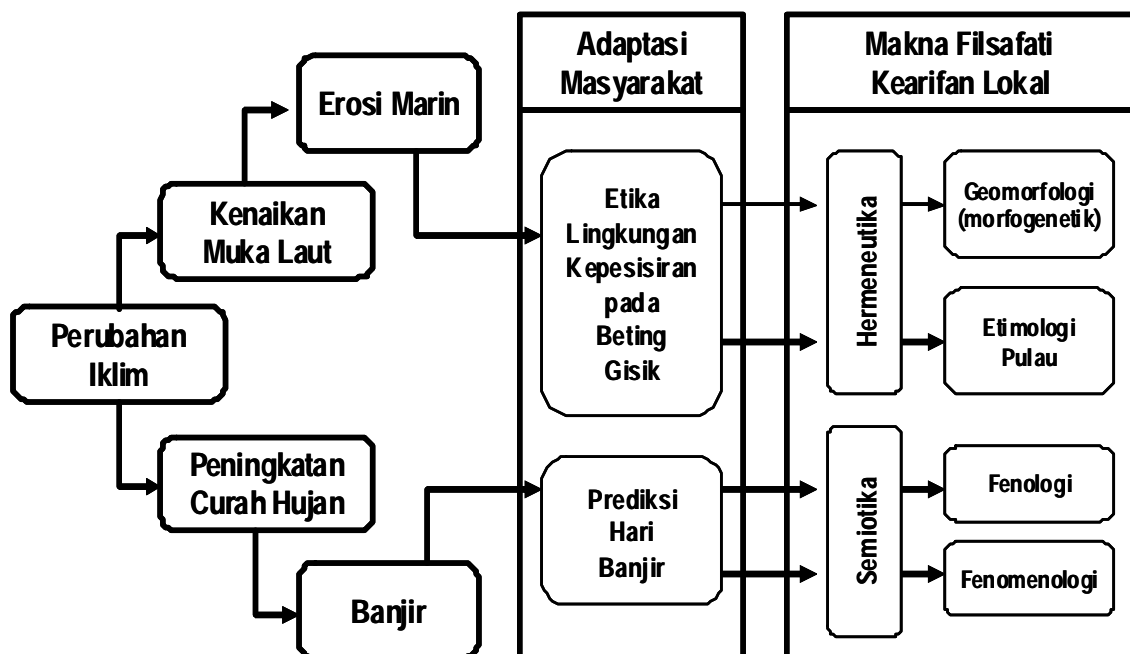 Adaptasi
Masyarakat
Makna Filsafati
Kearifan Lokal
Erosi Marin
Kenaikan
Muka Laut
Perubahan
Iklim
Peningkatan
Curah Hujan
Banjir
Etika
Lingkungan
Kepesisiran
pada
Beting
Gisik
Prediksi
Hari
Banjir
Hermeneutika
Semiotika
Geomorfologi
(morfogenetik)
Etimologi
Pulau
Fenologi
Fenomenologi